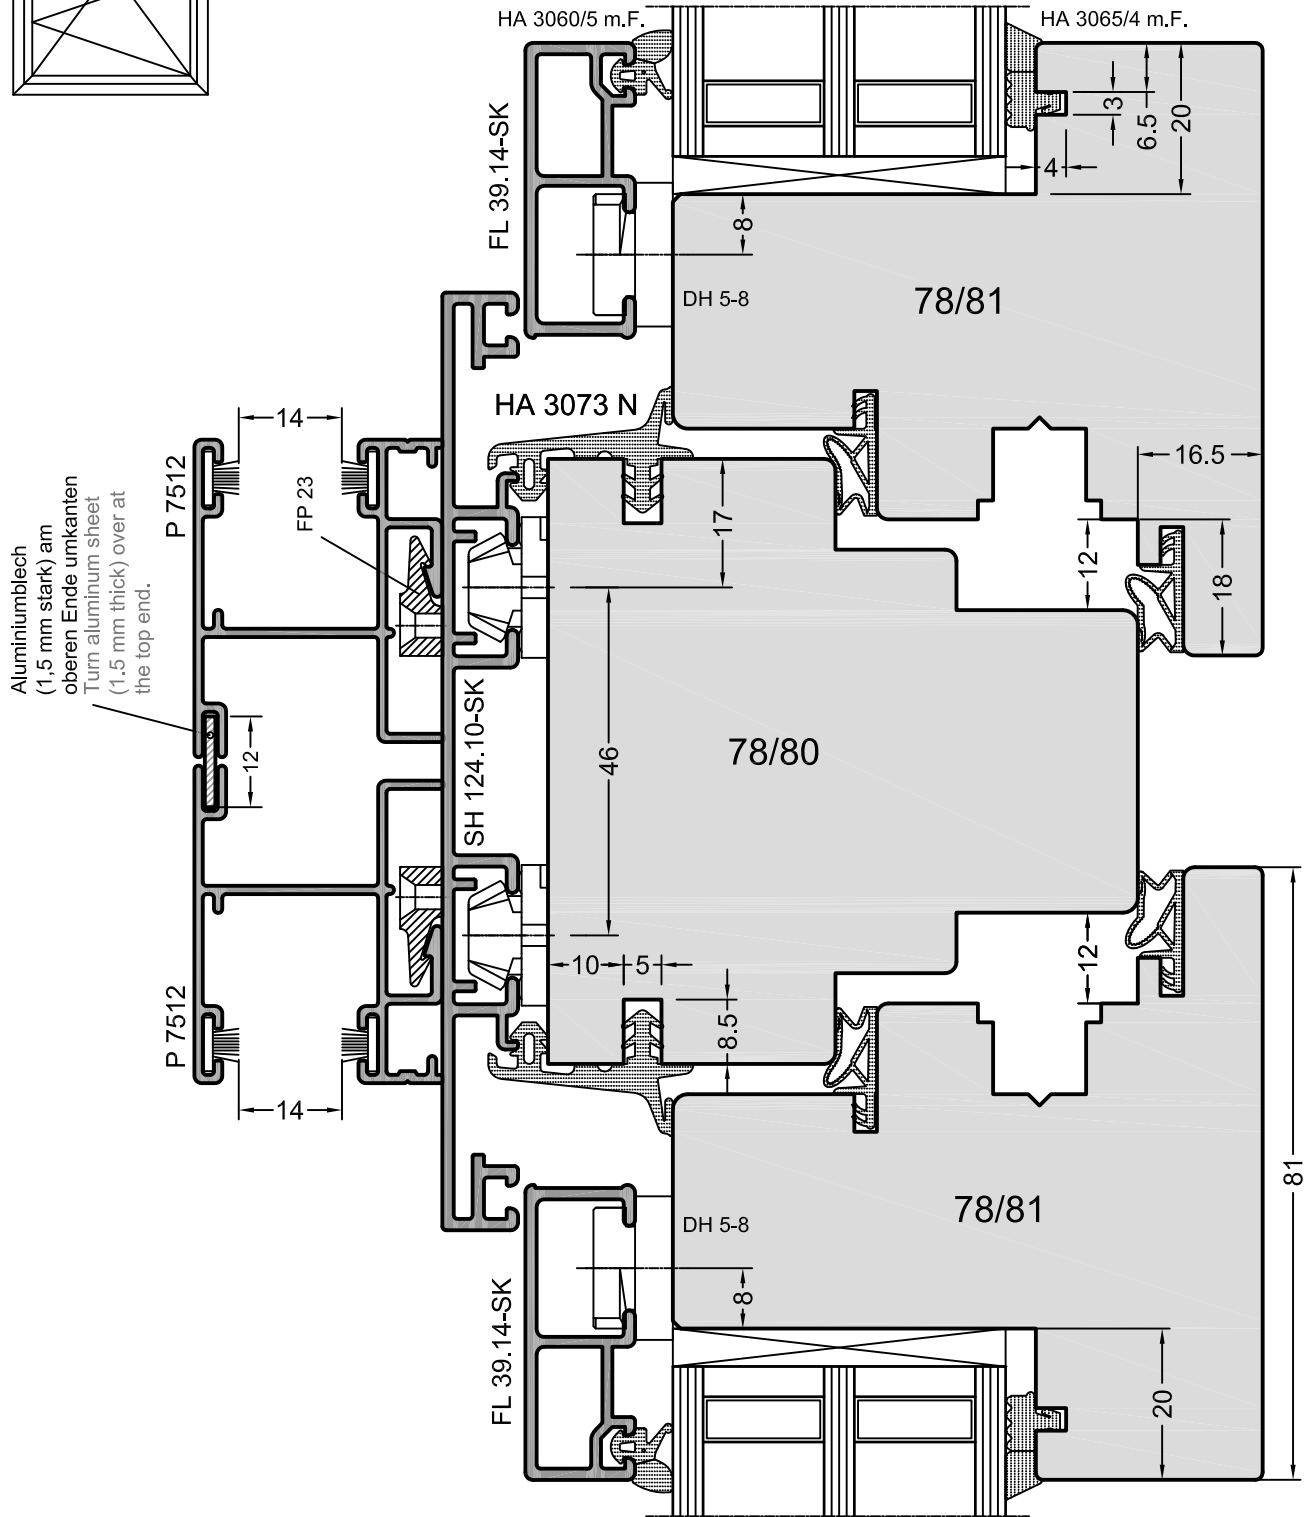 HA 3060/5 m.F.
HA 3065/4 m.F.
FL 39.14-SK
3
6.5
20
4
8
DH 5-8
78/81
HA 3073 N
14
P 7512
FP 23
16.5
17
12
18
Aluminiumblech
(1,5 mm stark) am
oberen Ende umkanten
Turn aluminum sheet
(1.5 mm thick) over at
the top end.
12
SH 124.10-SK
46
78/80
10
5
8.5
12
P 7512
14
81
78/81
DH 5-8
8
FL 39.14-SK
20